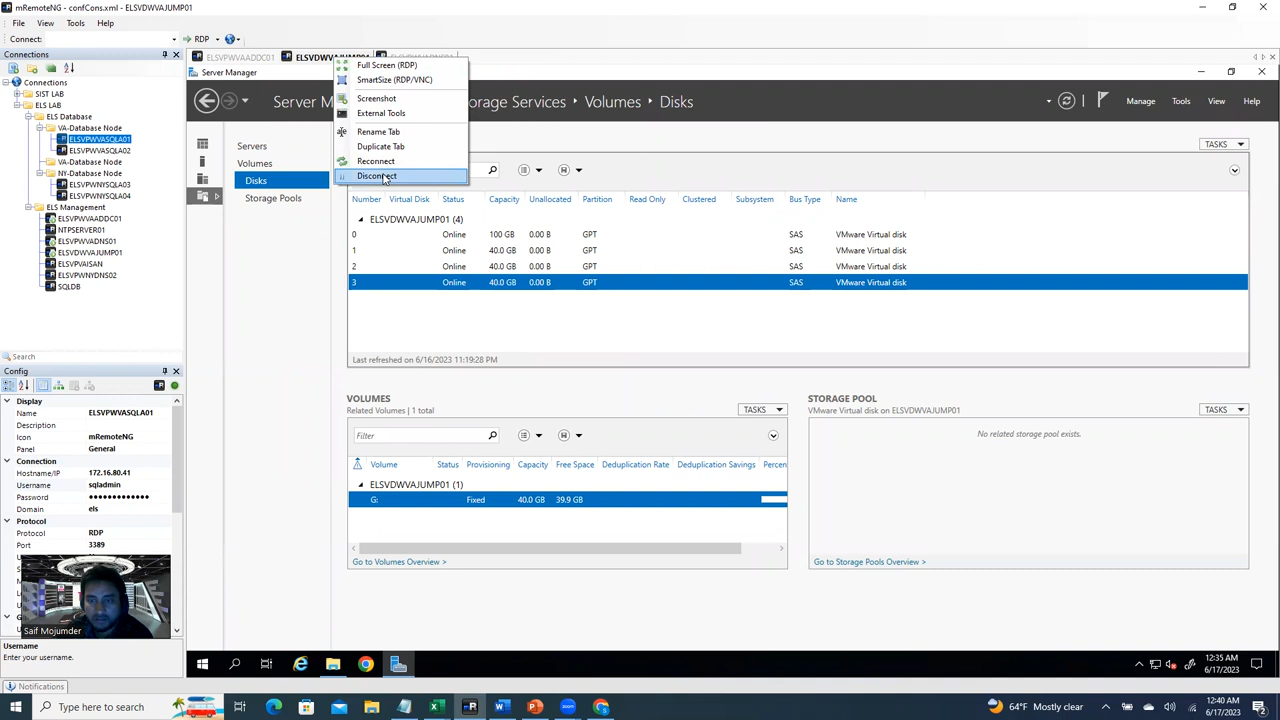 mRemoteNG - confCons.xml - ELSVDWVAJUMP01
File View Tools Help
Connect: RDP
Connections
Connections
SIST LAB
ELS LAB
ELS Database
VA-Database Node
ELSVPWVASQLA01
ELSVPWVASQLA02
VA-Database Node
NY-Database Node
ELSVPWNYSQLA03
ELSVPWNYSQLA04
ELS Management
ELSVPWVAADDC01
NTPSERVER01
ELSVPWVADNS01
ELSVDWVAJUMP01
ELSVPVAISAN
ELSVPWNYDNS02
SQLDB
Search
Config
Display
Name ELSVPWVASQLA01
Description
Icon mRemoteNG
Panel General
Connection
Hostname/IP 172.16.80.41
Username sqladmin
Password ●●●●●●●●●●●●●
Domain els
Protocol
Protocol RDP
Port 3389
Saif Mojumder
Username
Enter your username.
Notifications
ELSVPWVAADDC01
Server Manager
Full Screen (RDP)
SmartSize (RDP/VNC)
Screenshot
External Tools
Rename Tab
Duplicate Tab
Reconnect
Disconnect
Volumes Disks
Manage Tools View Help
Servers
Volumes
Disks
Storage Pools
TASKS
Number Virtual Disk Status Capacity Unallocated Partition Read Only Clustered Subsystem Bus Type Name
ELSVDWVAJUMP01 (4)
0 Online 100 GB 0.00 B GPT SAS VMware Virtual disk
1 Online 40.0 GB 0.00 B GPT SAS VMware Virtual disk
2 Online 40.0 GB 0.00 B GPT SAS VMware Virtual disk
3 Online 40.0 GB 0.00 B GPT SAS VMware Virtual disk
Last refreshed on 6/16/2023 11:19:28 PM
VOLUMES
Related Volumes | 1 total
TASKS
Filter
Volume Status Provisioning Capacity Free Space Deduplication Rate Deduplication Savings
ELSVDWVAJUMP01 (1)
G: Fixed 40.0 GB 39.9 GB
Go to Volumes Overview >
STORAGE POOL
VMware Virtual disk on ELSVDWVAJUMP01
TASKS
No related storage pool exists.
Go to Storage Pools Overview >
12:35 AM
6/17/2023
Type here to search
64°F Mostly clear
12:40 AM
6/17/2023